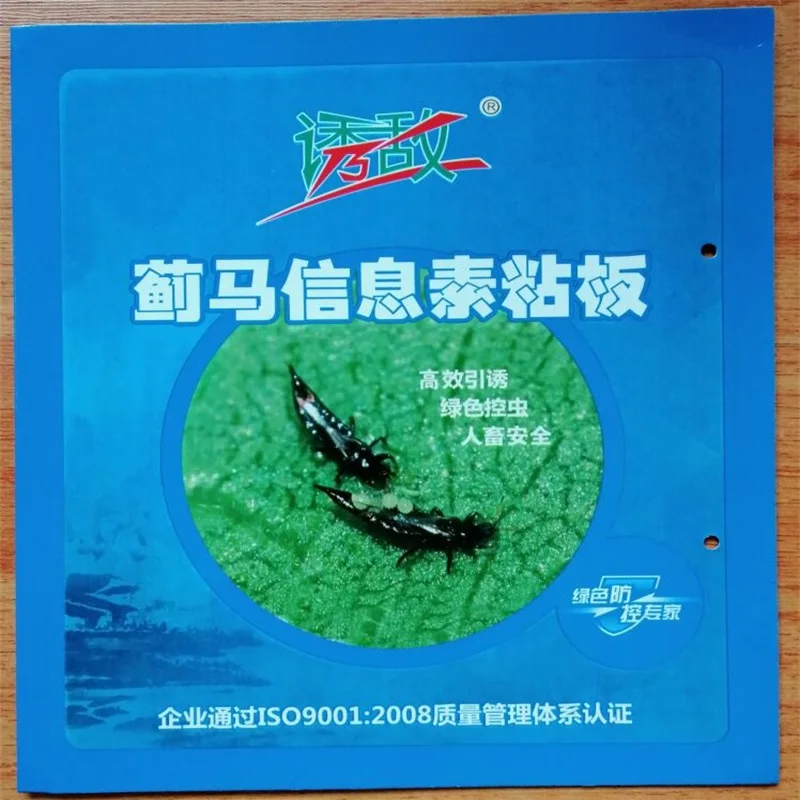 诱敌®
蓟马信息素粘板
高效引诱
绿色控虫
人畜安全
绿色防
控专家
企业通过ISO9001:2008质量管理体系认证